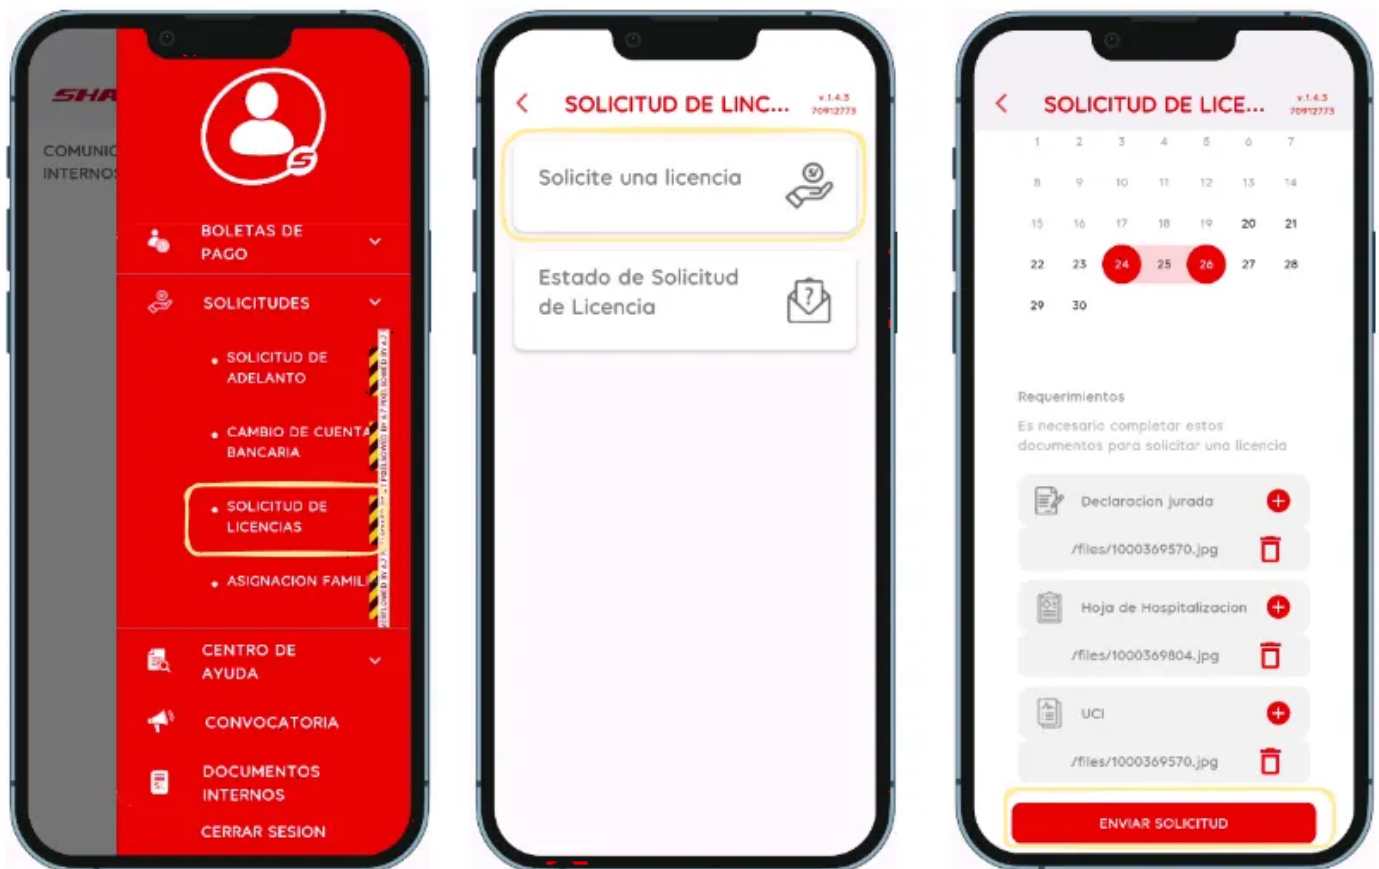 SHA
COMUNIC
INTERNOS
BOLETAS DE
PAGO
SOLICITUDES
SOLICITUD DE
ADELANTO
CAMBIO DE CUENTA
BANCARIA
SOLICITUD DE
LICENCIAS
ASIGNACION FAMILI
CENTRO DE
AYUDA
CONVOCATORIA
DOCUMENTOS
INTERNOS
CERRAR SESION
SOLICITUD DE LINC...
v.1.4.3
70912773
Solicite una licencia
S/
Estado de Solicitud
de Licencia
?
SOLICITUD DE LICE...
v.1.4.3
70912773
1 2 3 4 5 6 7
8 9 10 11 12 13 14
15 16 17 18 19 20 21
22 23 24 25 26 27 28
29 30
Requerimientos
Es necesario completar estos
documentos para solicitar una licencia
Declaracion jurada
/files/1000369570.jpg
Hoja de Hospitalizacion
/files/1000369804.jpg
UCI
/files/1000369570.jpg
ENVIAR SOLICITUD